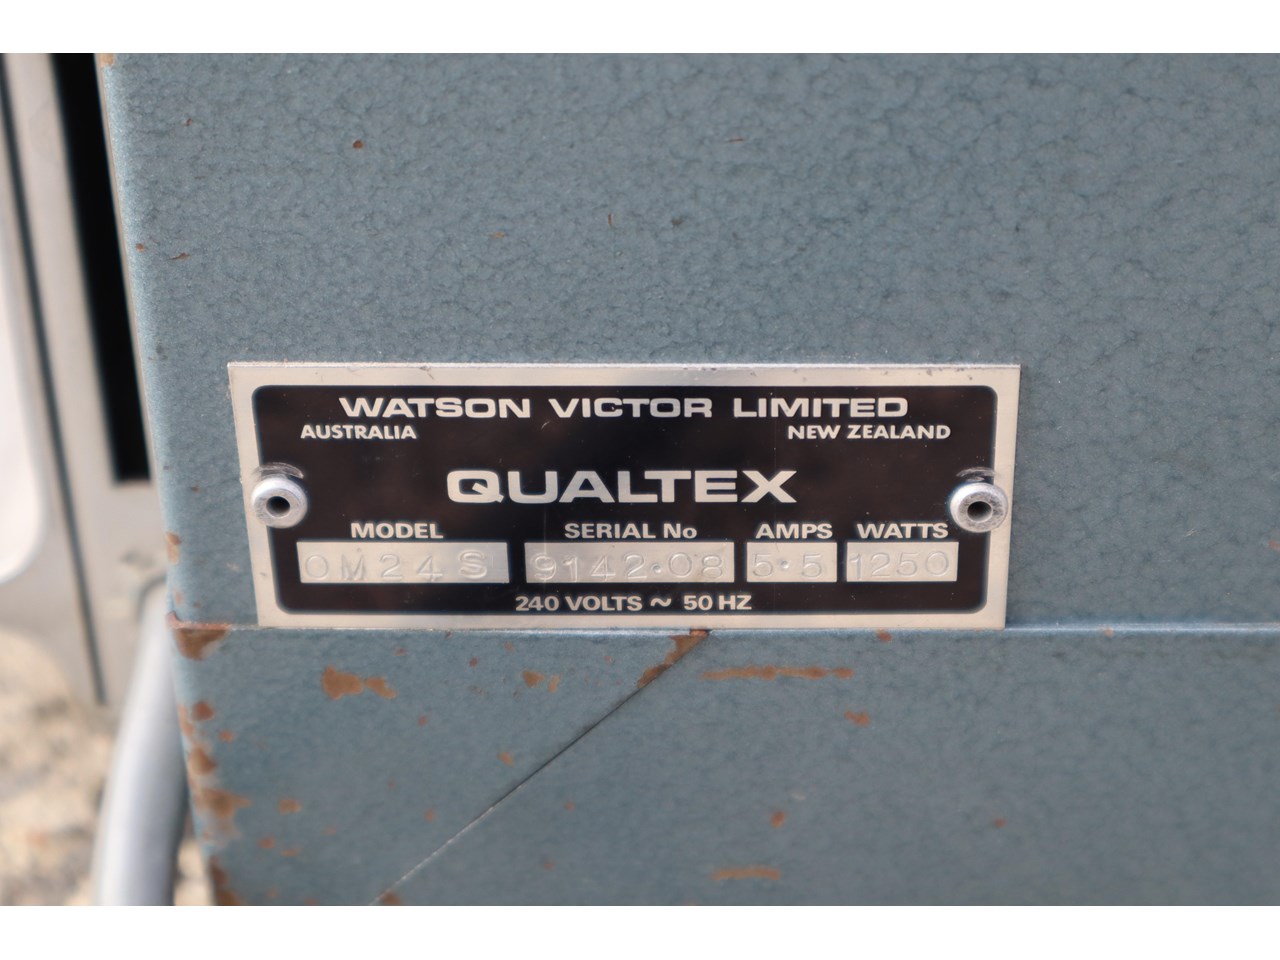 WATSON VICTOR LIMITED
AUSTRALIA NEW ZEALAND
QUALTEX
MODEL SERIAL No AMPS WATTS
OM24S 9142·08 5·5 1250
240 VOLTS ~ 50 HZ